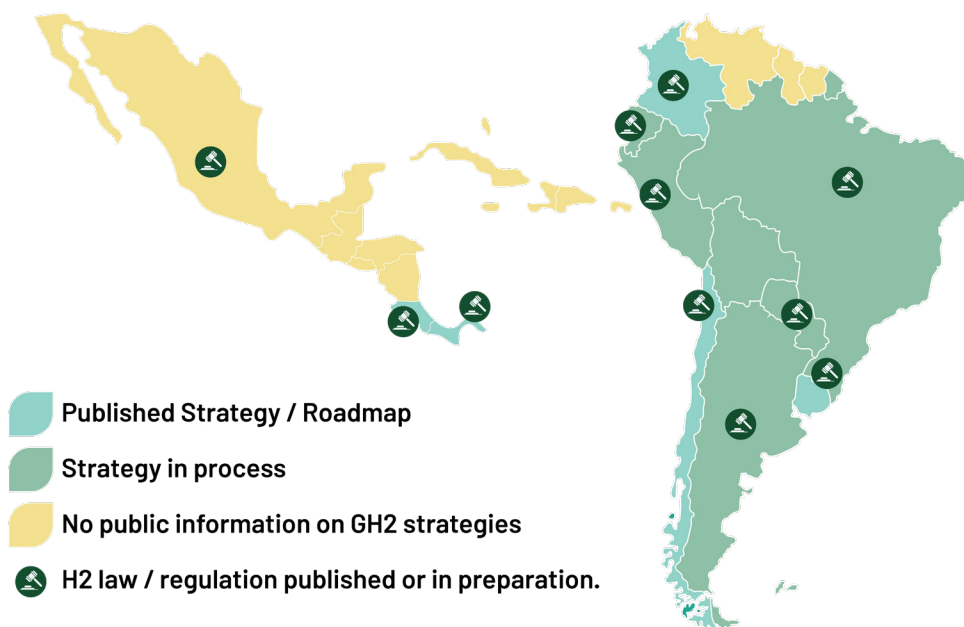 Published Strategy / Roadmap
Strategy in process
No public information on GH2 strategies
H2 law / regulation published or in preparation.